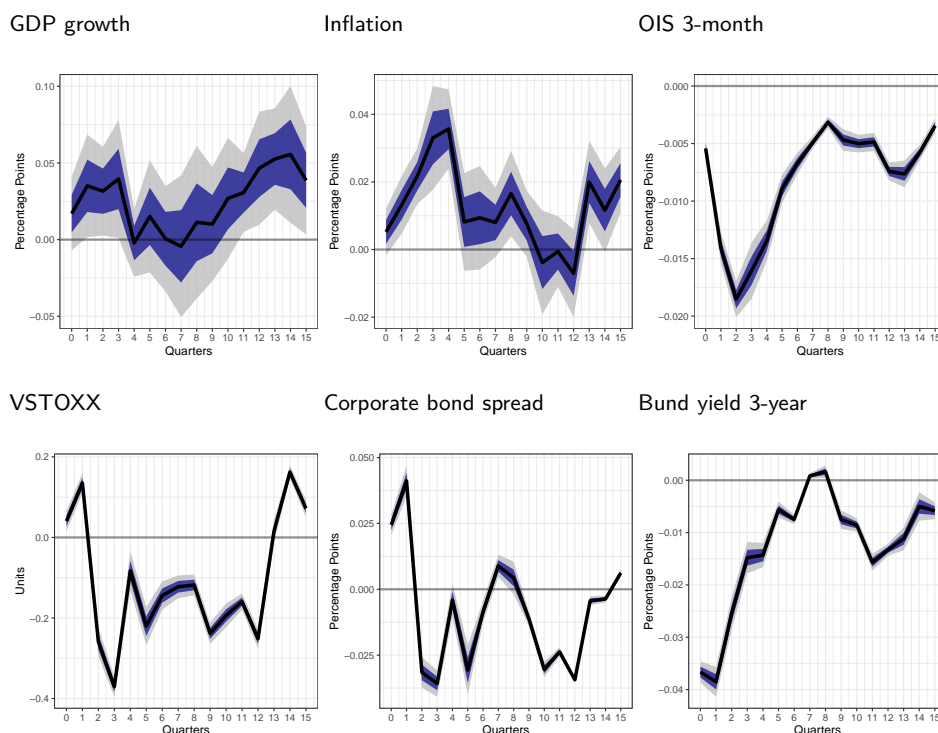 GDP growth
Inflation
OIS 3-month
Percentage Points
0.10
0.05
0.00
−0.05
0 1 2 3 4 5 6 7 8 9 10 11 12 13 14 15
Quarters
Percentage Points
0.04
0.02
0.00
−0.02
0 1 2 3 4 5 6 7 8 9 10 11 12 13 14 15
Quarters
Percentage Points
0.000
−0.005
−0.010
−0.015
−0.020
0 1 2 3 4 5 6 7 8 9 10 11 12 13 14 15
Quarters
VSTOXX
Corporate bond spread
Bund yield 3-year
Units
0.2
0.0
−0.2
−0.4
0 1 2 3 4 5 6 7 8 9 10 11 12 13 14 15
Quarters
Percentage Points
0.050
0.025
0.000
−0.025
0 1 2 3 4 5 6 7 8 9 10 11 12 13 14 15
Quarters
Percentage Points
0.00
−0.01
−0.02
−0.03
−0.04
0 1 2 3 4 5 6 7 8 9 10 11 12 13 14 15
Quarters